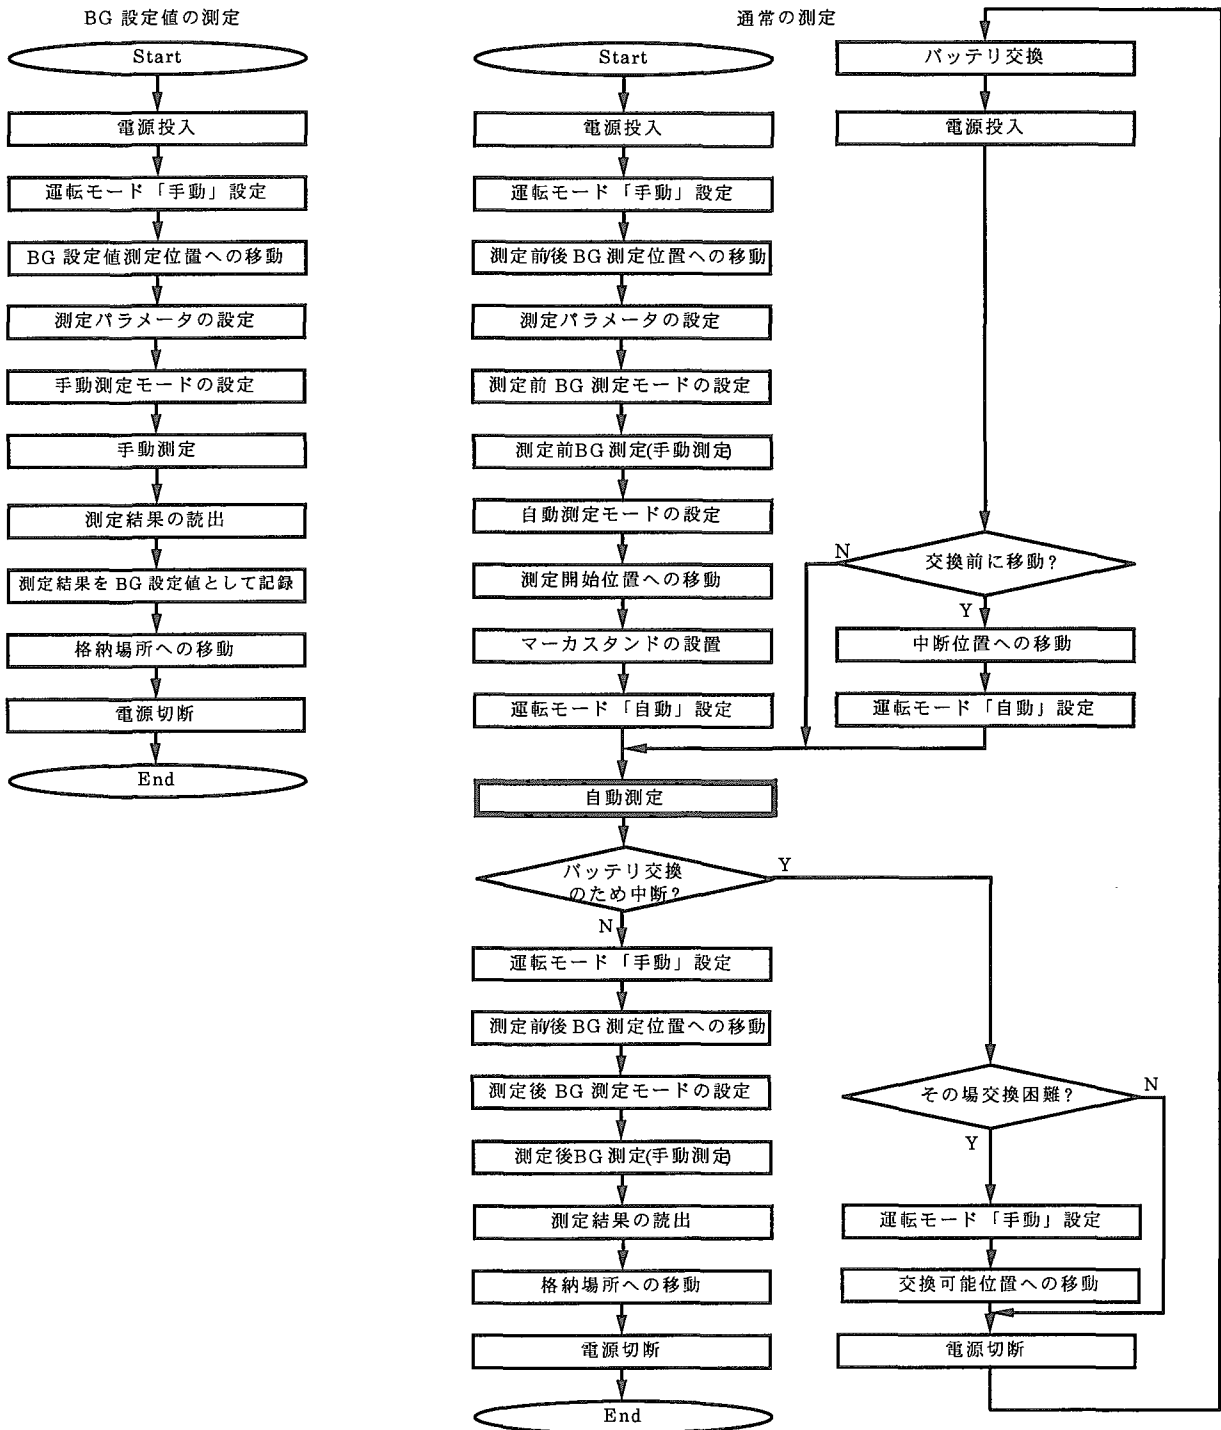 BG 設定値の測定
Start
電源投入
運転モード「手動」設定
BG 設定値測定位置への移動
測定パラメータの設定
手動測定モードの設定
手動測定
測定結果の読出
測定結果を BG 設定値として記録
格納場所への移動
電源切断
End
通常の測定
Start
電源投入
運転モード「手動」設定
測定前/後 BG 測定位置への移動
測定パラメータの設定
測定前 BG 測定モードの設定
測定前BG 測定(手動測定)
自動測定モードの設定
測定開始位置への移動
マーカスタンドの設置
運転モード「自動」設定
自動測定
バッテリ交換
のため中断?
Y
N
運転モード「手動」設定
測定前/後 BG 測定位置への移動
測定後 BG 測定モードの設定
測定後BG 測定(手動測定)
測定結果の読出
格納場所への移動
電源切断
End
バッテリ交換
電源投入
交換前に移動?
N
Y
中断位置への移動
運転モード「自動」設定
その場交換困難?
N
Y
運転モード「手動」設定
交換可能位置への移動
電源切断